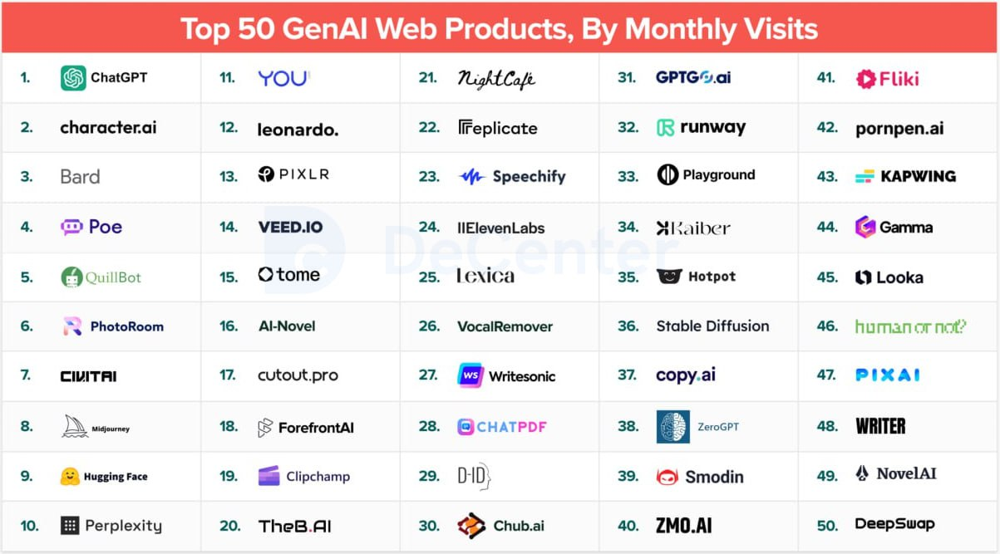 Top 50 GenAI Web Products, By Monthly Visits
1. ChatGPT
2. character.ai
3. Bard
4. Poe
5. QuillBot
6. PhotoRoom
7. CIVITAI
8. Midjourney
9. Hugging Face
10. Perplexity
11. YOU
12. leonardo.
13. PIXLR
14. VEED.IO
15. tome
16. AI-Novel
17. cutout.pro
18. ForefrontAI
19. Clipchamp
20. TheB.AI
21. NightCafé
22. Replicate
23. Speechify
24. IIElevenLabs
25. Lexica
26. VocalRemover
27. WS Writesonic
28. CHATPDF
29. D-ID
30. Chub.ai
31. GPTGO.ai
32. runway
33. Playground
34. Kaiber
35. Hotpot
36. Stable Diffusion
37. copy.ai
38. ZeroGPT
39. Smodin
40. ZMO.AI
41. Fliki
42. pornpen.ai
43. KAPWING
44. Gamma
45. Looka
46. human or not?
47. PIXAI
48. WRITER
49. NovelAI
50. DeepSwap
DeCenter